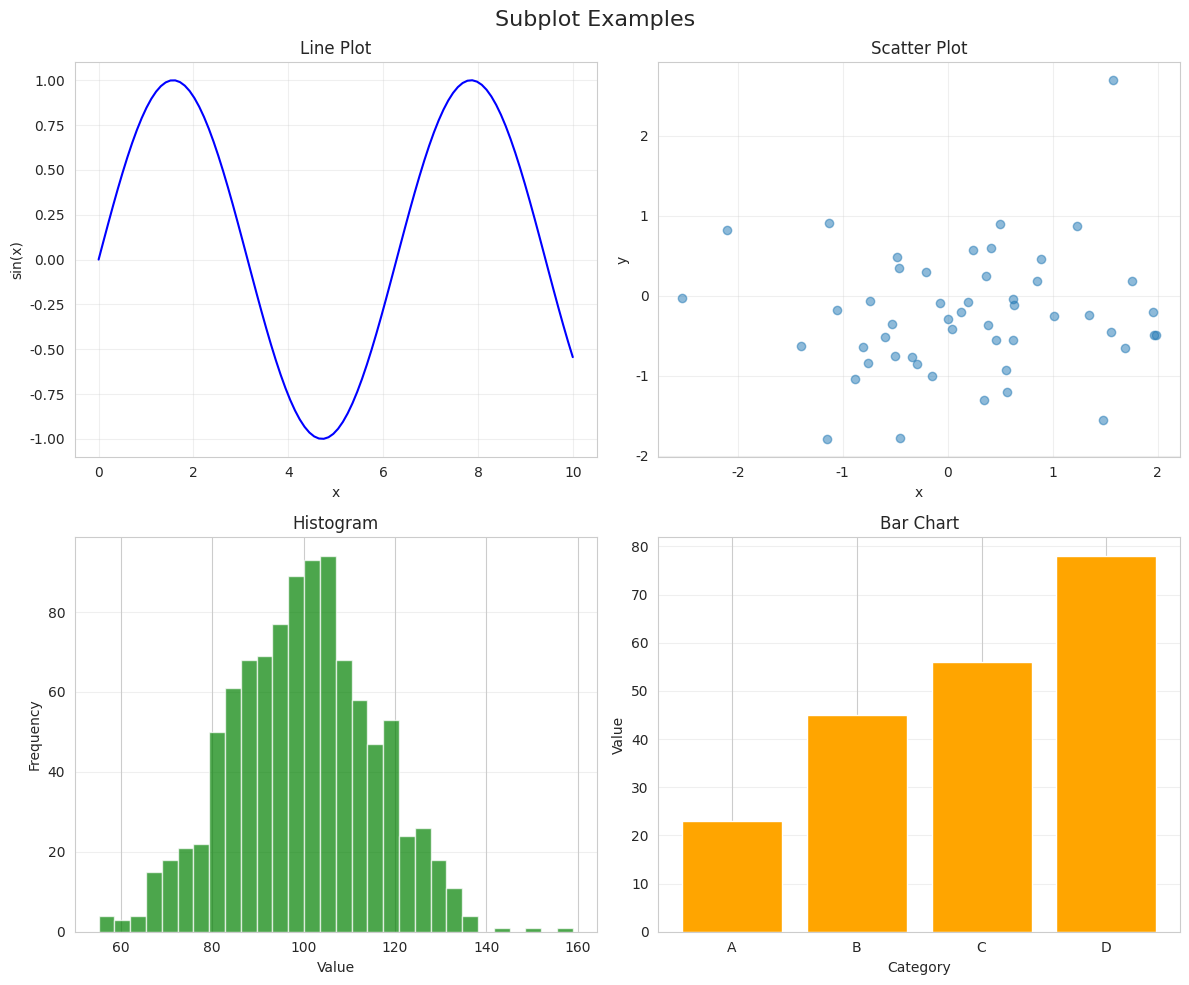 Subplot Examples
Line Plot
1.00
0.75
0.50
0.25
0.00
-0.25
-0.50
-0.75
-1.00
sin(x)
0 2 4 6 8 10
x
Scatter Plot
2
1
0
-1
-2
y
-2 -1 0 1 2
x
Histogram
80
60
40
20
0
Frequency
60 80 100 120 140 160
Value
Bar Chart
80
70
60
50
40
30
20
10
0
Value
A B C D
Category